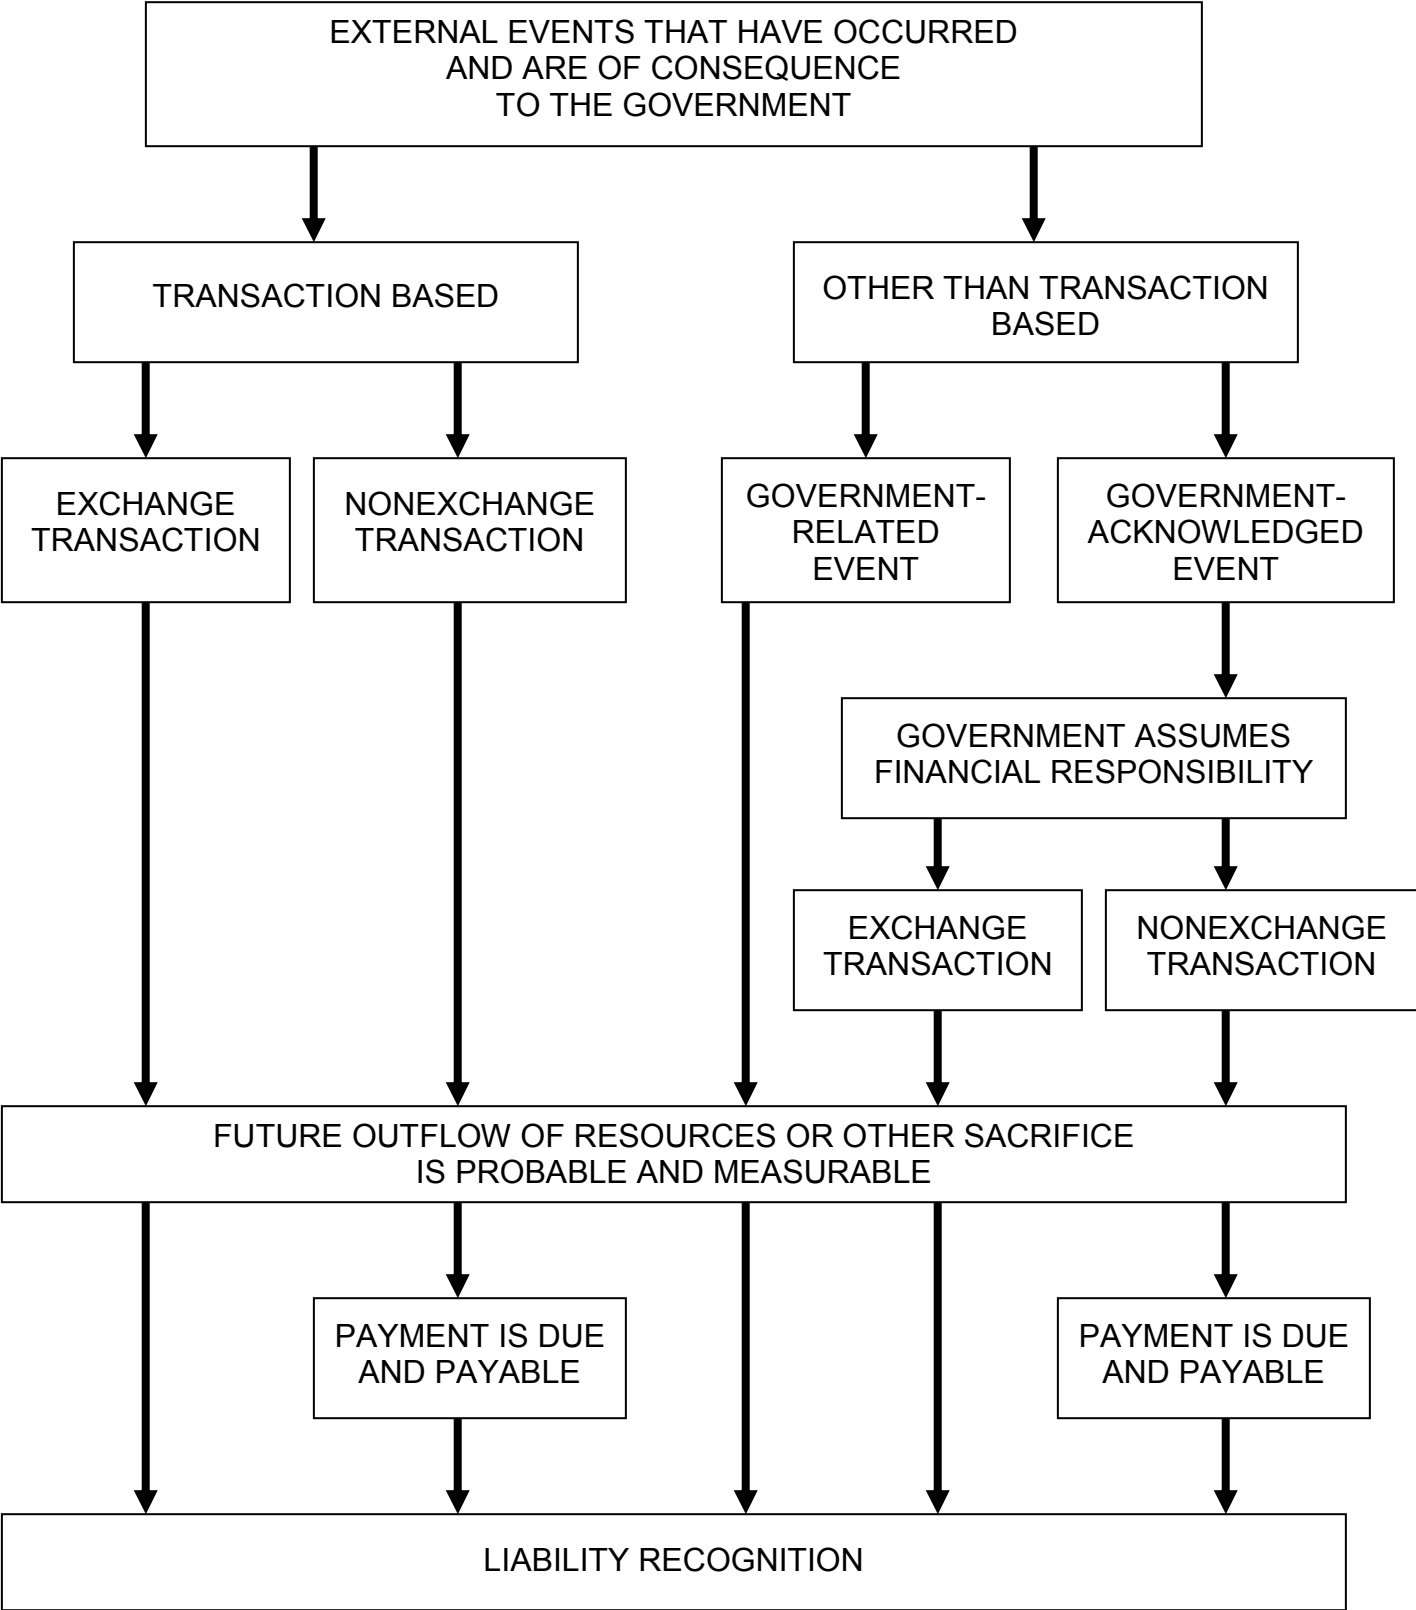 EXTERNAL EVENTS THAT HAVE OCCURRED
AND ARE OF CONSEQUENCE
TO THE GOVERNMENT
TRANSACTION BASED
OTHER THAN TRANSACTION
BASED
EXCHANGE
TRANSACTION
NONEXCHANGE
TRANSACTION
GOVERNMENT-
RELATED
EVENT
GOVERNMENT-
ACKNOWLEDGED
EVENT
GOVERNMENT ASSUMES
FINANCIAL RESPONSIBILITY
EXCHANGE
TRANSACTION
NONEXCHANGE
TRANSACTION
FUTURE OUTFLOW OF RESOURCES OR OTHER SACRIFICE
IS PROBABLE AND MEASURABLE
PAYMENT IS DUE
AND PAYABLE
PAYMENT IS DUE
AND PAYABLE
LIABILITY RECOGNITION